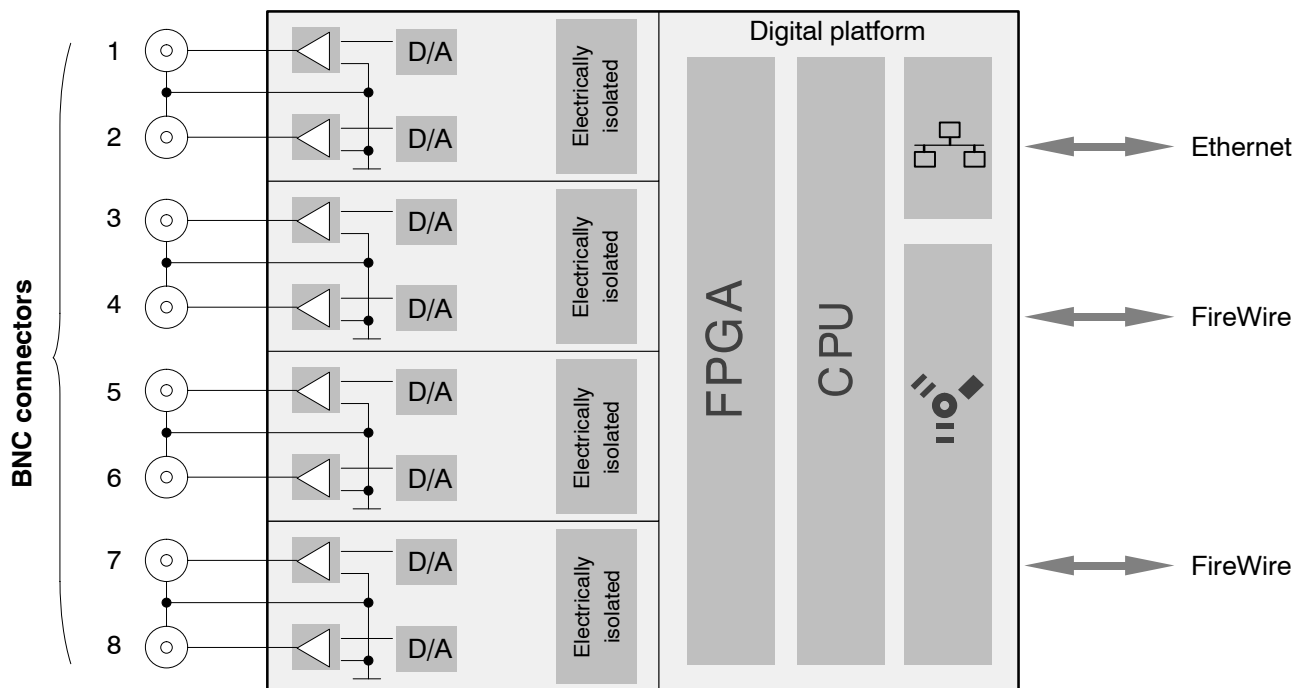 BNC connectors
1
2
3
4
5
6
7
8
D/A
D/A
D/A
D/A
D/A
D/A
D/A
D/A
Electrically
isolated
Electrically
isolated
Electrically
isolated
Electrically
isolated
Digital platform
FPGA
CPU
Ethernet
FireWire
FireWire